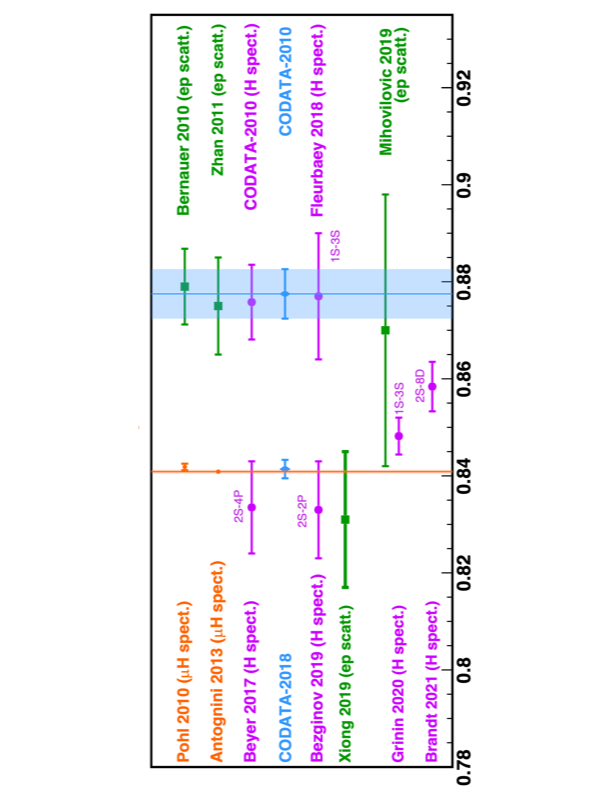 Pohl 2010 (μH spect.)
Bernauer 2010 (ep scatt.)
Antognini 2013 (μH spect.)
Zhan 2011 (ep scatt.)
Beyer 2017 (H spect.)
2S-4P
CODATA-2010 (H spect.)
CODATA-2018
CODATA-2010
Bezginov 2019 (H spect.)
2S-2P
Fleurbaey 2018 (H spect.)
1S-3S
Xiong 2019 (ep scatt.)
Mihovilovic 2019
(ep scatt.)
Grinin 2020 (H spect.)
1S-3S
Brandt 2021 (H spect.)
2S-8D
0.78
0.8
0.82
0.84
0.86
0.88
0.9
0.92